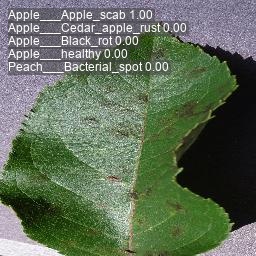 Apple___Apple_scab 1.00
Apple___Cedar_apple_rust 0.00
Apple___Black_rot 0.00
Apple___healthy 0.00
Peach___Bacterial_spot 0.00